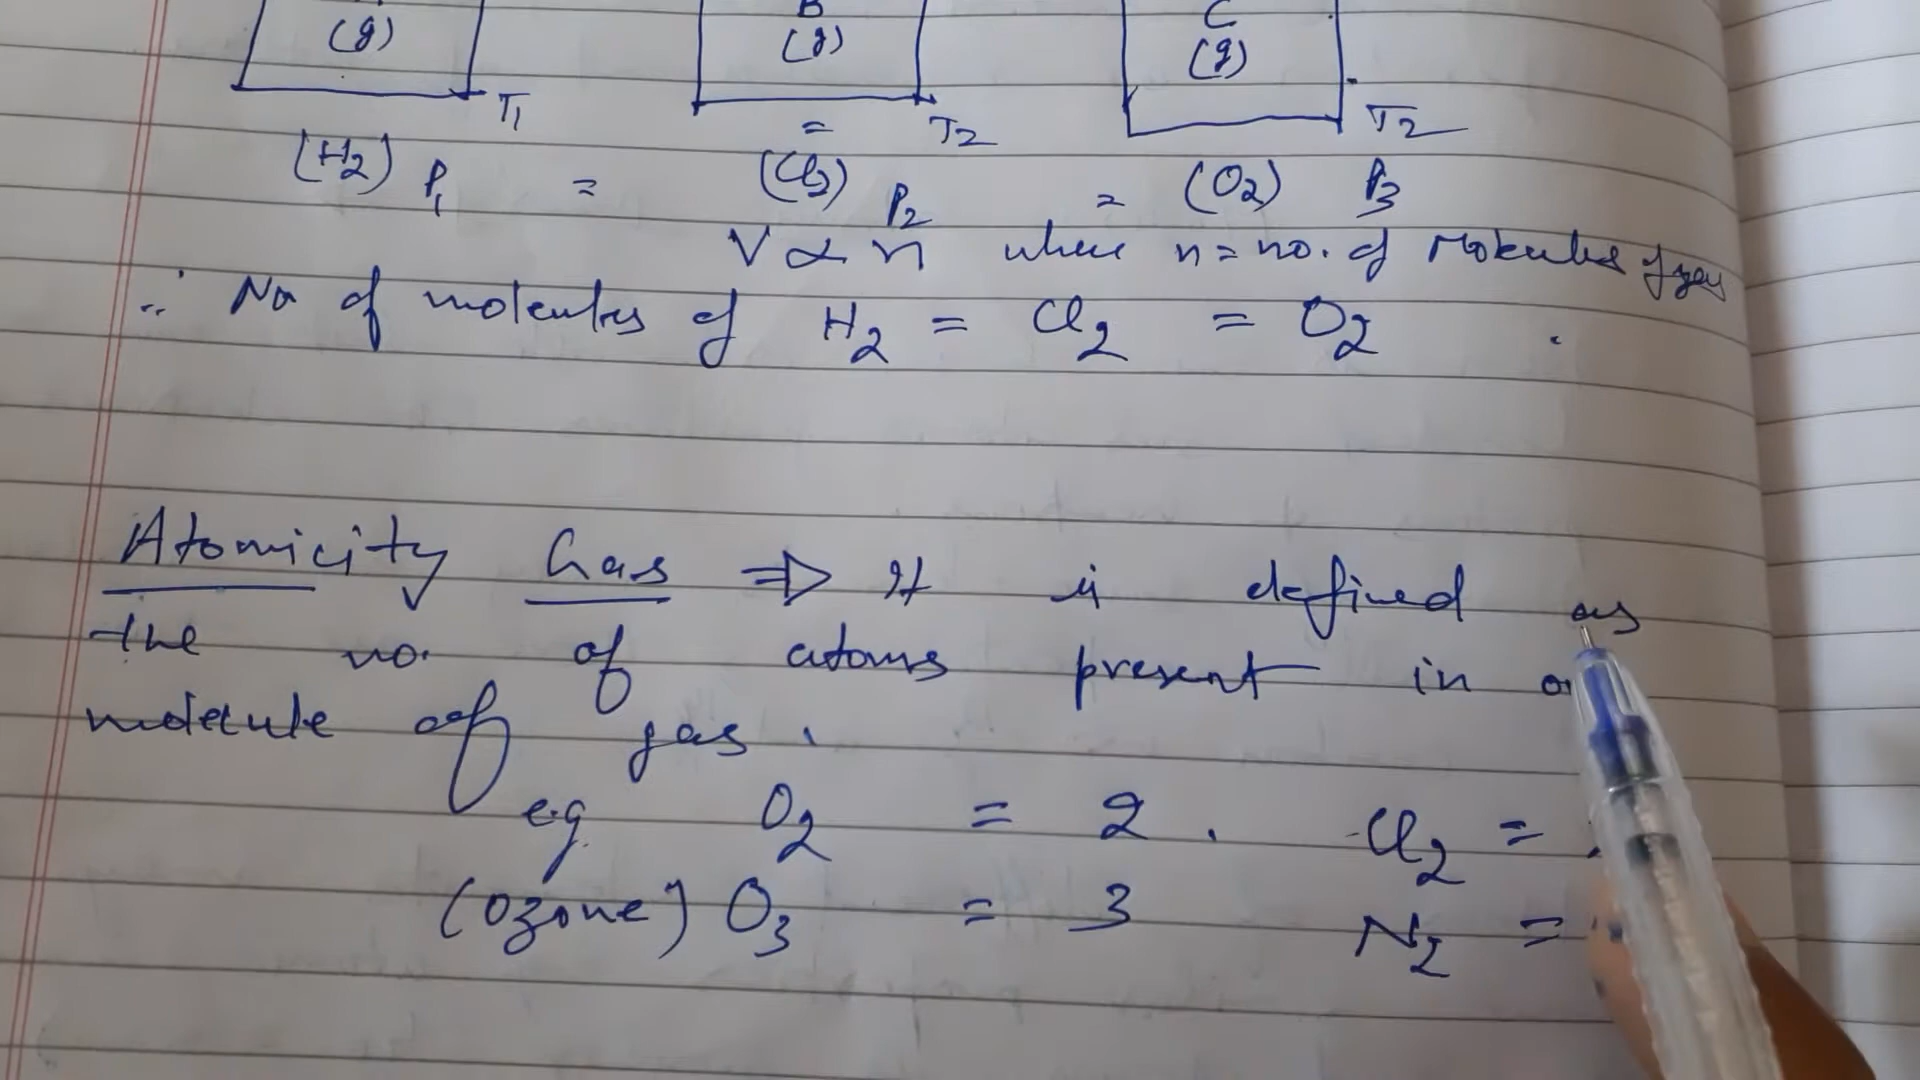 B C
(g) (g) (g)
T1 = T2 T2
(H2) P1 = (Cl2) P2 = (O2) P3
V ∝ n where n = no. of molecules of gas
∴ No of molecules of H2 = Cl2 = O2
Atomicity Gas ⇒ It is defined as
the no. of atoms present in
molecule of gas.
e.g. O2 = 2. Cl2 =
(Ozone) O3 = 3 N2 =